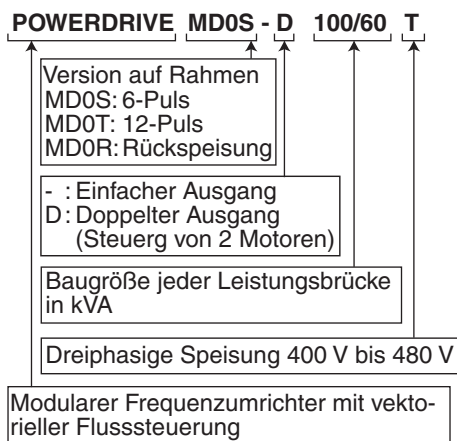 POWERDRIVE MD0S - D 100/60 T
Version auf Rahmen
MD0S: 6-Puls
MD0T: 12-Puls
MD0R: Rückspeisung
- : Einfacher Ausgang
D: Doppelter Ausgang
(Steuerg von 2 Motoren)
Baugröße jeder Leistungsbrücke
in kVA
Dreiphasige Speisung 400 V bis 480 V
Modularer Frequenzumrichter mit vekto-
rieller Flusssteuerung